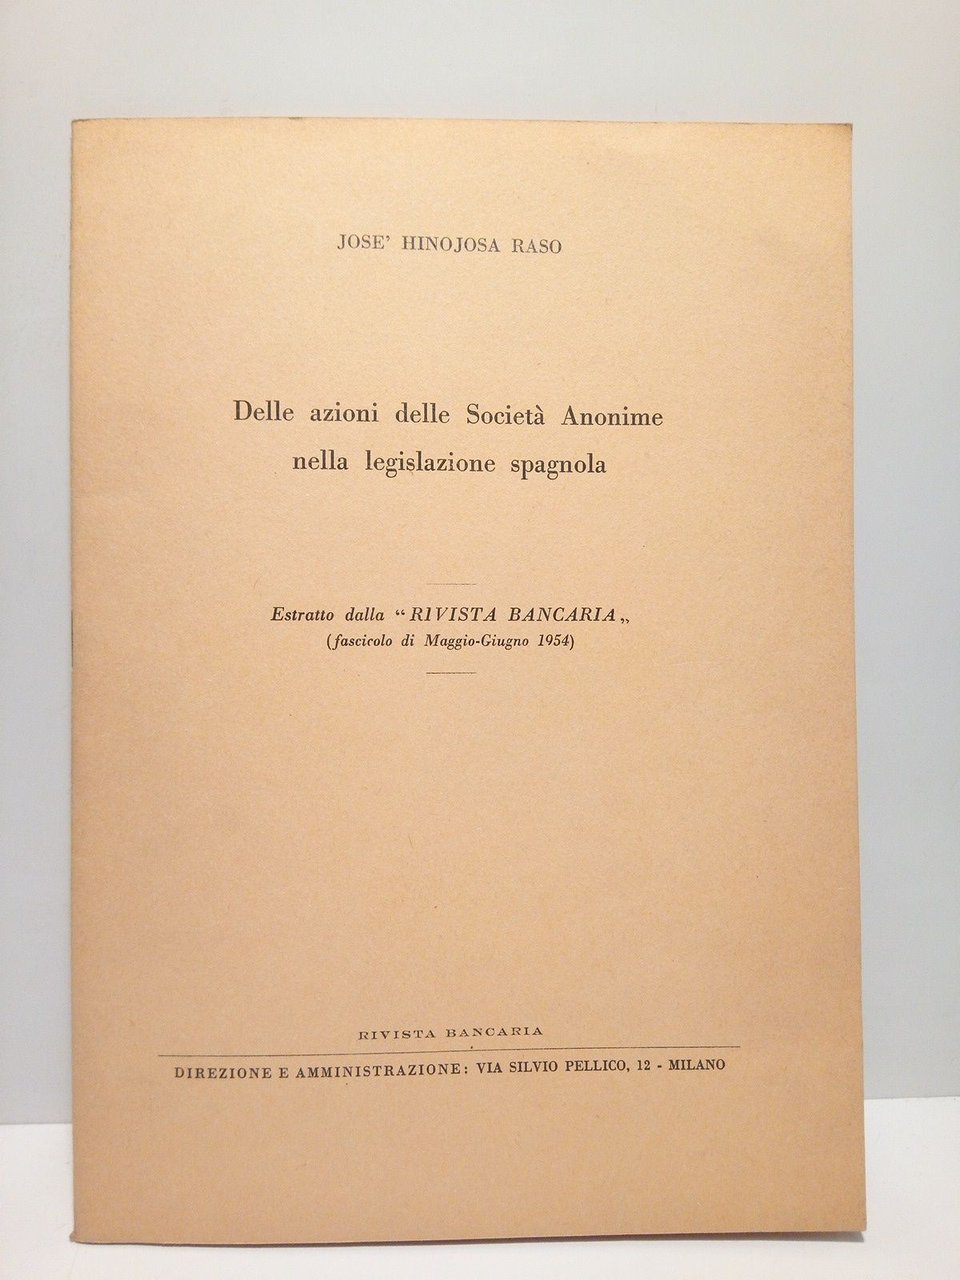 JOSE' HINOJOSA RASO
Delle azioni delle Società Anonime
nella legislazione spagnola
Estratto dalla “RIVISTA BANCARIA„
(fascicolo di Maggio-Giugno 1954)
RIVISTA BANCARIA
DIREZIONE E AMMINISTRAZIONE: VIA SILVIO PELLICO, 12 - MILANO